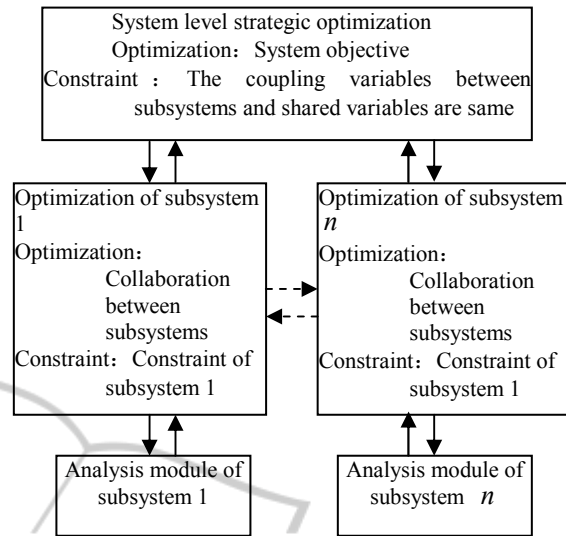 System level strategic optimization
Optimization：System objective
Constraint ：The coupling variables between
subsystems and shared variables are same
Optimization of subsystem
1
Optimization：
Collaboration
between
subsystems
Constraint：Constraint of
subsystem 1
Optimization of subsystem
n
Optimization：
Collaboration
between
subsystems
Constraint：Constraint of
subsystem 1
Analysis module of
subsystem 1
Analysis module of
subsystem n